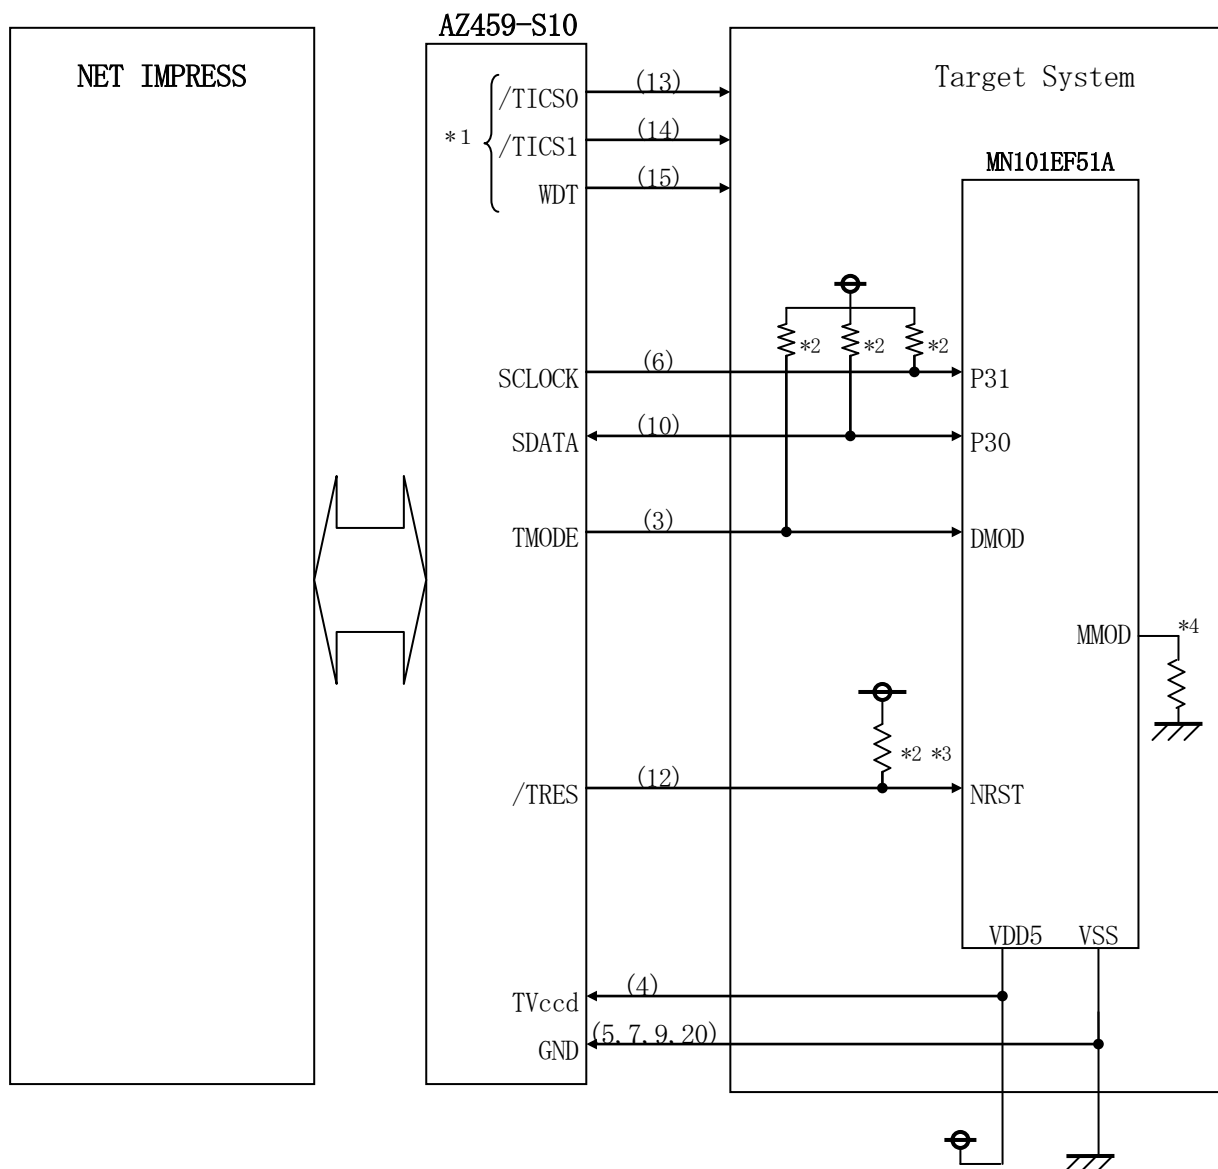 AZ459-S10
NET IMPRESS
Target System
/TICS0 (13)
*1 /TICS1 (14)
WDT (15)
MN101EF51A
*2 *2 *2
SCLOCK (6) P31
SDATA (10) P30
TMODE (3) DMOD
MMOD *4
*2 *3
/TRES (12) NRST
VDD5 VSS
TVccd (4)
GND (5,7,9,20)